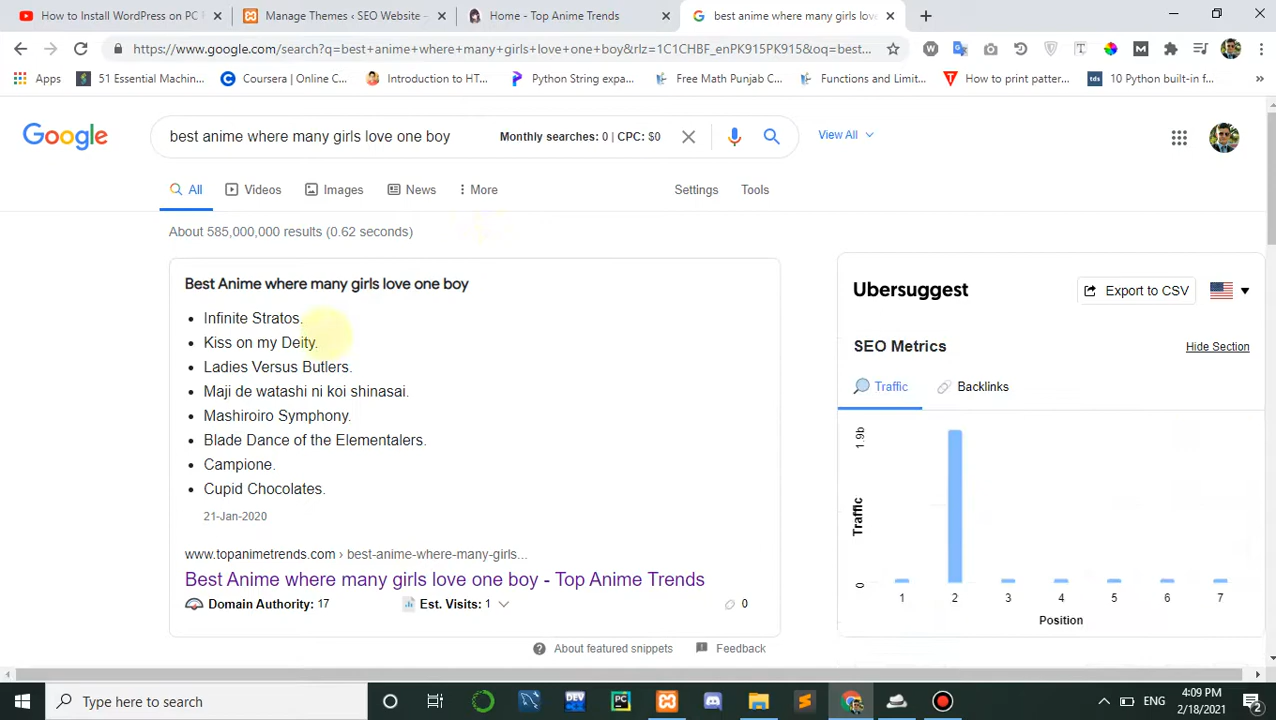 How to Install WordPress on PC
Manage Themes ‹ SEO Website –
Home - Top Anime Trends
best anime where many girls love
https://www.google.com/search?q=best+anime+where+many+girls+love+one+boy&rlz=1C1CHBF_enPK915PK915&oq=best...
Apps
51 Essential Machin...
Coursera | Online C...
Introduction to HT...
Python String expa...
Free Math Punjab C...
Functions and Limit...
How to print patter...
10 Python built-in f...
Google
best anime where many girls love one boy
Monthly searches: 0 | CPC: $0
View All
All
Videos
Images
News
More
Settings
Tools
About 585,000,000 results (0.62 seconds)
Best Anime where many girls love one boy
• Infinite Stratos.
• Kiss on my Deity.
• Ladies Versus Butlers.
• Maji de watashi ni koi shinasai.
• Mashiroiro Symphony.
• Blade Dance of the Elementalers.
• Campione.
• Cupid Chocolates.
21-Jan-2020
www.topanimetrends.com › best-anime-where-many-girls...
Best Anime where many girls love one boy - Top Anime Trends
Domain Authority: 17
Est. Visits: 1
0
About featured snippets
Feedback
Ubersuggest
Export to CSV
SEO Metrics
Hide Section
Traffic
Backlinks
1.9b
Traffic
0
1 2 3 4 5 6 7
Position
Type here to search
DEV
PC
ENG
4:09 PM
2/18/2021
2